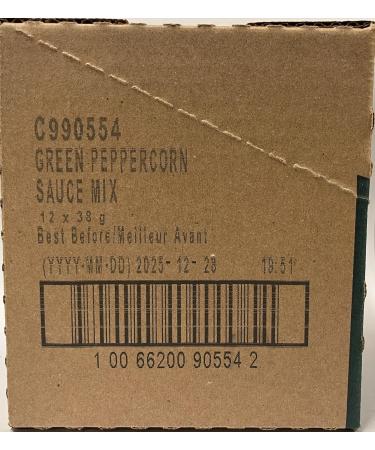 C990554
GREEN PEPPERCORN
SAUCE MIX
12 x 38 g
Best Before/Meilleur Avant
(YYYY-MM-DD) 2025-12-28 19:51
1 00 66200 90554 2